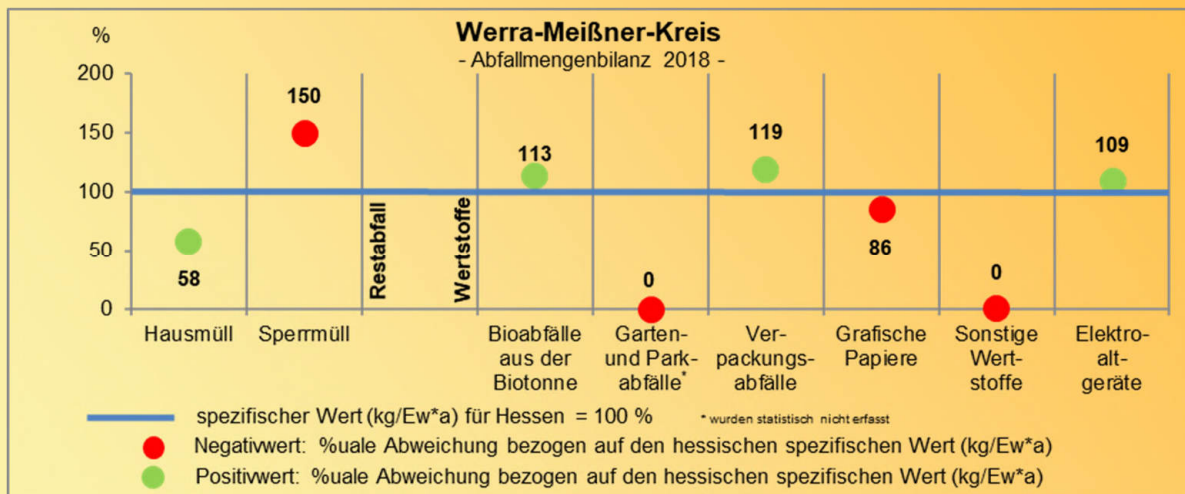 Werra-Meißner-Kreis
- Abfallmengenbilanz 2018 -
%
200
150
100
50
0
150
58
113
0
119
86
0
109
Restabfall
Wertstoffe
Hausmüll
Sperrmüll
Bioabfälle
aus der
Biotonne
Garten-
und Park-
abfälle*
Ver-
packungs-
abfälle
Grafische
Papiere
Sonstige
Wert-
stoffe
Elektro-
alt-
geräte
spezifischer Wert (kg/Ew*a) für Hessen = 100 %
* wurden statistisch nicht erfasst
Negativwert: %uale Abweichung bezogen auf den hessischen spezifischen Wert (kg/Ew*a)
Positivwert: %uale Abweichung bezogen auf den hessischen spezifischen Wert (kg/Ew*a)